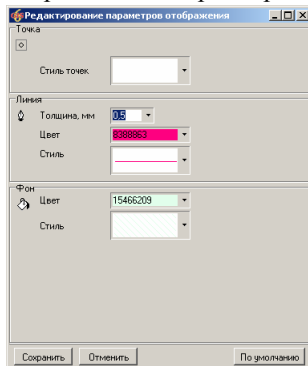 Редактирование параметров отображения
Точка
Стиль точек
Линия
Толщина, мм 0,5
Цвет 8388863
Стиль
Фон
Цвет 15466209
Стиль
Сохранить Отменить По умолчанию